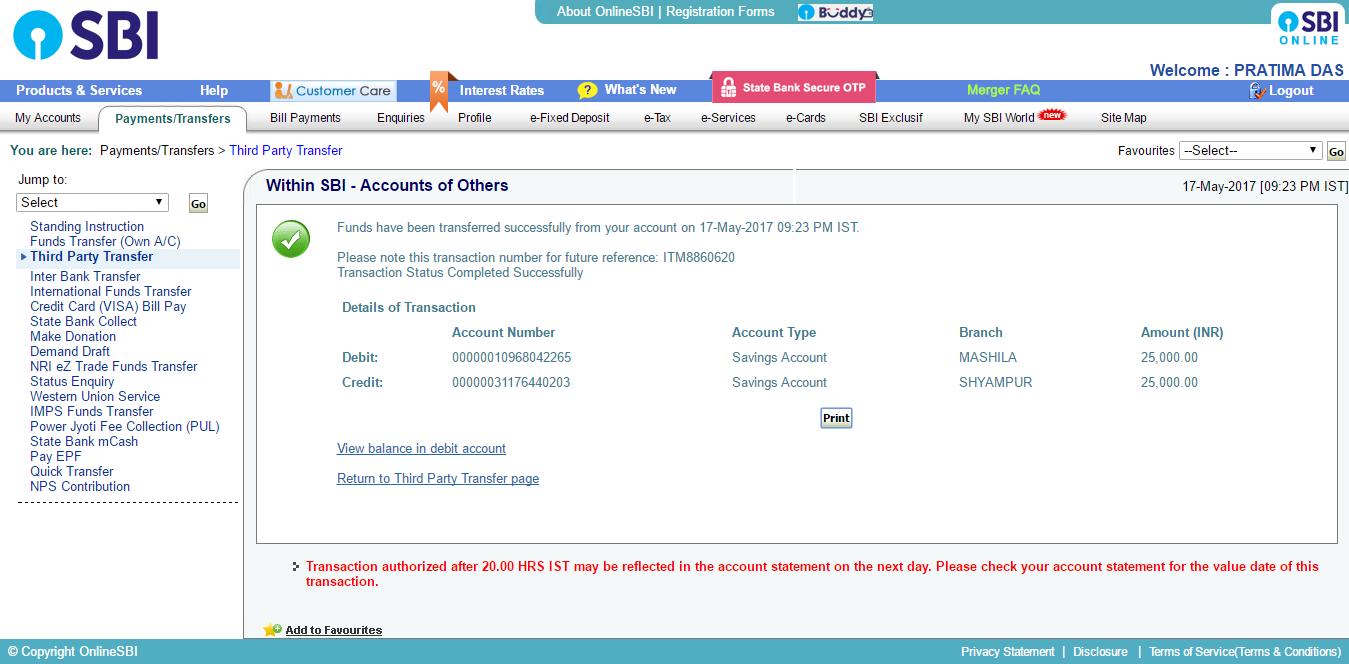 About OnlineSBI | Registration Forms Buddy
SBI
SBI ONLINE
Welcome : PRATIMA DAS
Products & Services Help Customer Care % Interest Rates ? What's New State Bank Secure OTP Merger FAQ Logout
My Accounts Payments/Transfers Bill Payments Enquiries Profile e-Fixed Deposit e-Tax e-Services e-Cards SBI Exclusif My SBI World new Site Map
You are here: Payments/Transfers > Third Party Transfer Favourites --Select-- Go
Jump to:
Select Go
Standing Instruction
Funds Transfer (Own A/C)
Third Party Transfer
Inter Bank Transfer
International Funds Transfer
Credit Card (VISA) Bill Pay
State Bank Collect
Make Donation
Demand Draft
NRI eZ Trade Funds Transfer
Status Enquiry
Western Union Service
IMPS Funds Transfer
Power Jyoti Fee Collection (PUL)
State Bank mCash
Pay EPF
Quick Transfer
NPS Contribution
Within SBI - Accounts of Others
17-May-2017 [09:23 PM IST]
Funds have been transferred successfully from your account on 17-May-2017 09:23 PM IST.
Please note this transaction number for future reference: ITM8860620
Transaction Status Completed Successfully
Details of Transaction
Account Number Account Type Branch Amount (INR)
Debit: 00000010968042265 Savings Account MASHILA 25,000.00
Credit: 00000031176440203 Savings Account SHYAMPUR 25,000.00
Print
View balance in debit account
Return to Third Party Transfer page
Transaction authorized after 20.00 HRS IST may be reflected in the account statement on the next day. Please check your account statement for the value date of this
transaction.
Add to Favourites
© Copyright OnlineSBI Privacy Statement | Disclosure | Terms of Service(Terms & Conditions)